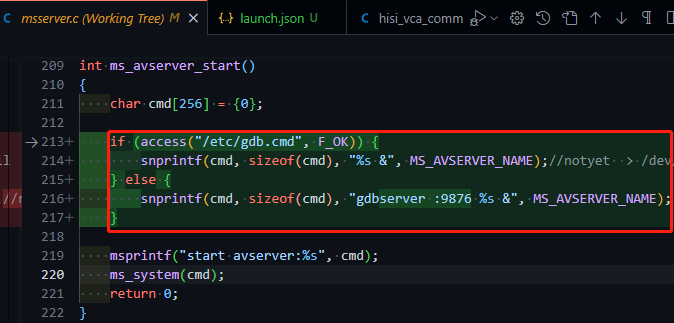 msserver.c (Working Tree) M launch.json U hisi_vca_comm
209 int ms_avserver_start()
210 {
211 char cmd[256] = {0};
212
213+ if (access("/etc/gdb.cmd", F_OK)) {
214+ snprintf(cmd, sizeof(cmd), "%s &", MS_AVSERVER_NAME);//notyet > /dev
215+ } else {
//n 216+ snprintf(cmd, sizeof(cmd), "gdbserver :9876 %s &", MS_AVSERVER_NAME);
217+ }
218
219 msprintf("start avserver:%s", cmd);
220 ms_system(cmd);
221 return 0;
222 }